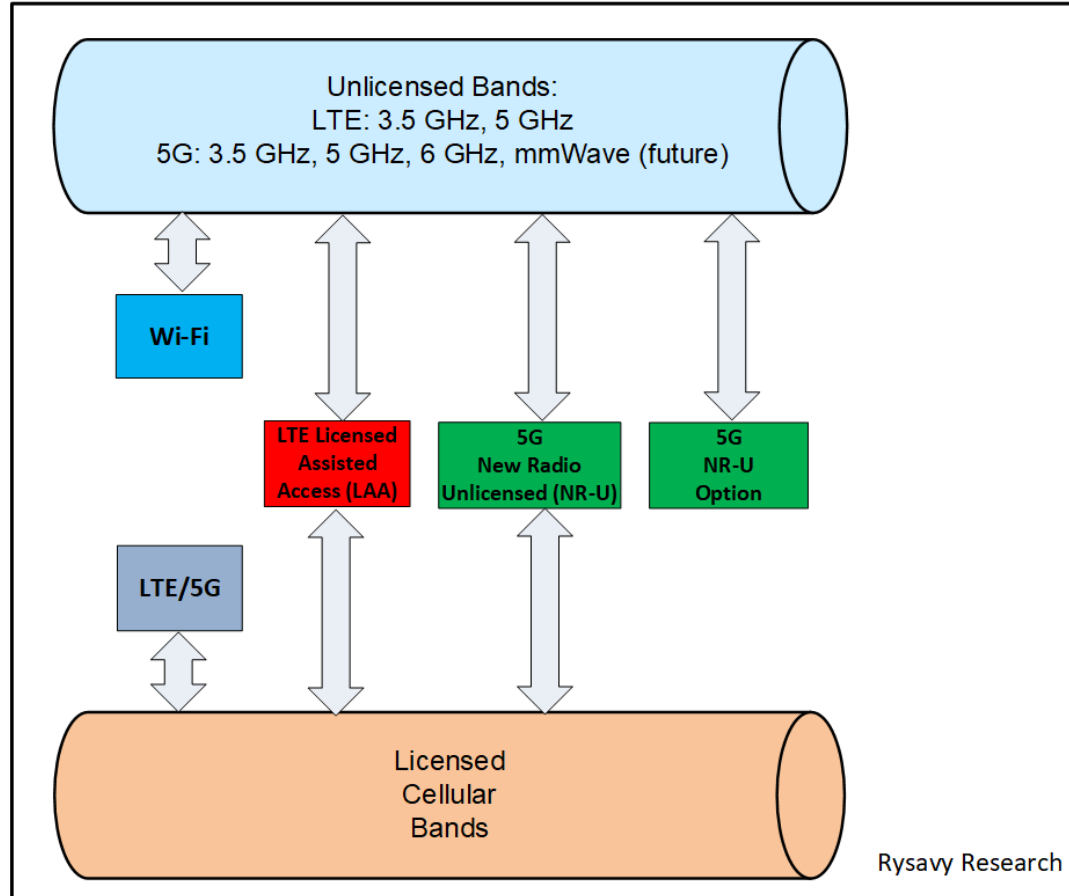 Unlicensed Bands:
LTE: 3.5 GHz, 5 GHz
5G: 3.5 GHz, 5 GHz, 6 GHz, mmWave (future)
Wi-Fi
LTE Licensed
Assisted
Access (LAA)
5G
New Radio
Unlicensed (NR-U)
5G
NR-U
Option
LTE/5G
Licensed
Cellular
Bands
Rysavy Research